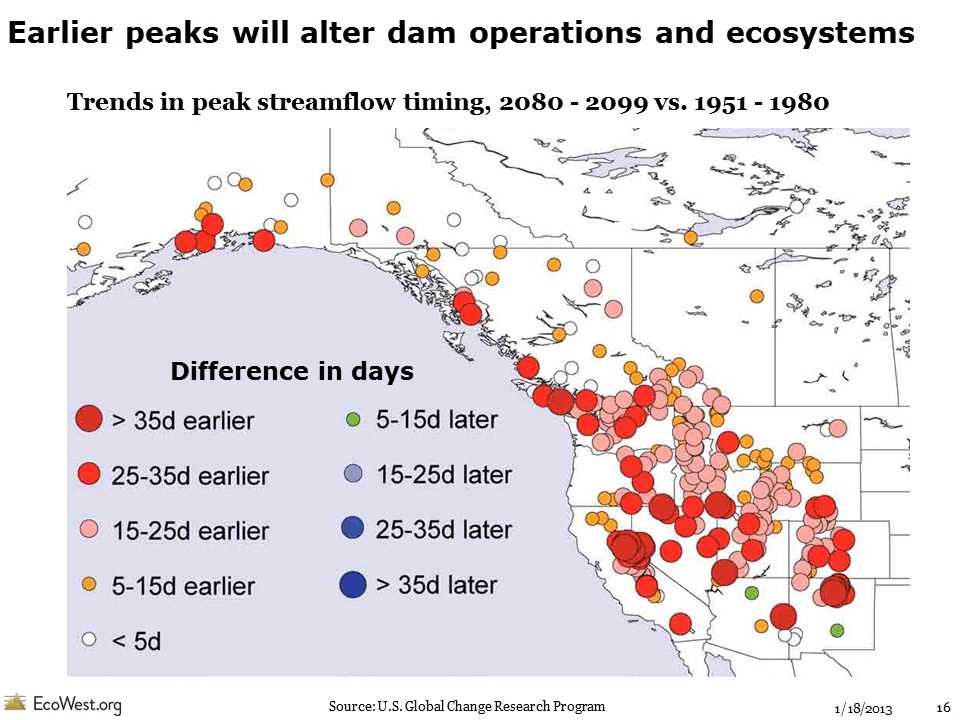 Earlier peaks will alter dam operations and ecosystems
Trends in peak streamflow timing, 2080 - 2099 vs. 1951 - 1980
Difference in days
> 35d earlier
25-35d earlier
15-25d earlier
5-15d earlier
< 5d
5-15d later
15-25d later
25-35d later
> 35d later
EcoWest.org
Source: U.S. Global Change Research Program
1/18/2013
16